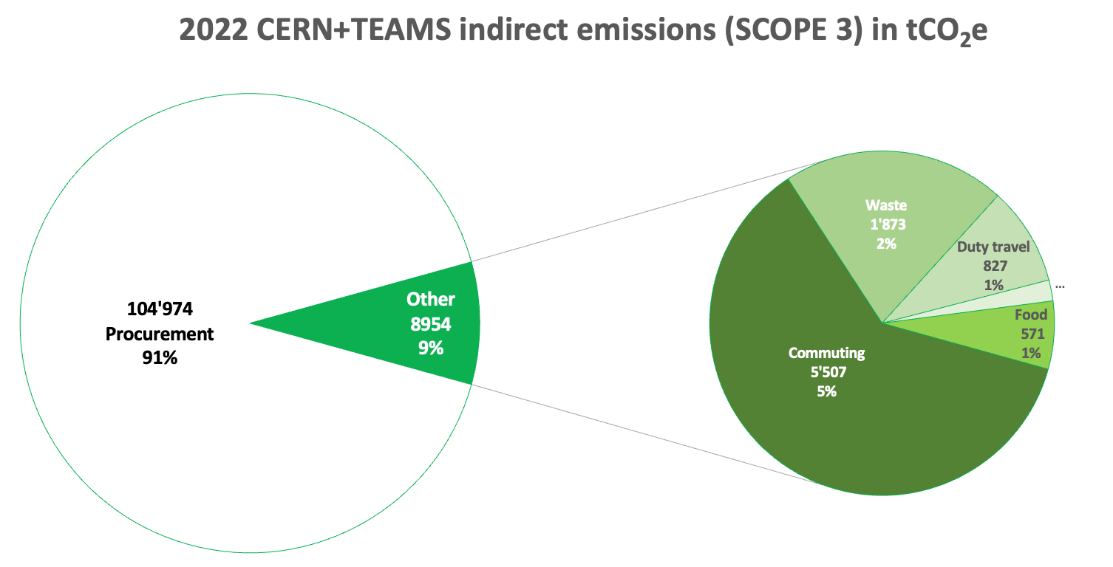 2022 CERN+TEAMS indirect emissions (SCOPE 3) in tCO₂e
104'974
Procurement
91%
Other
8954
9%
Waste
1'873
2%
Duty travel
827
1%
...
Food
571
1%
Commuting
5'507
5%